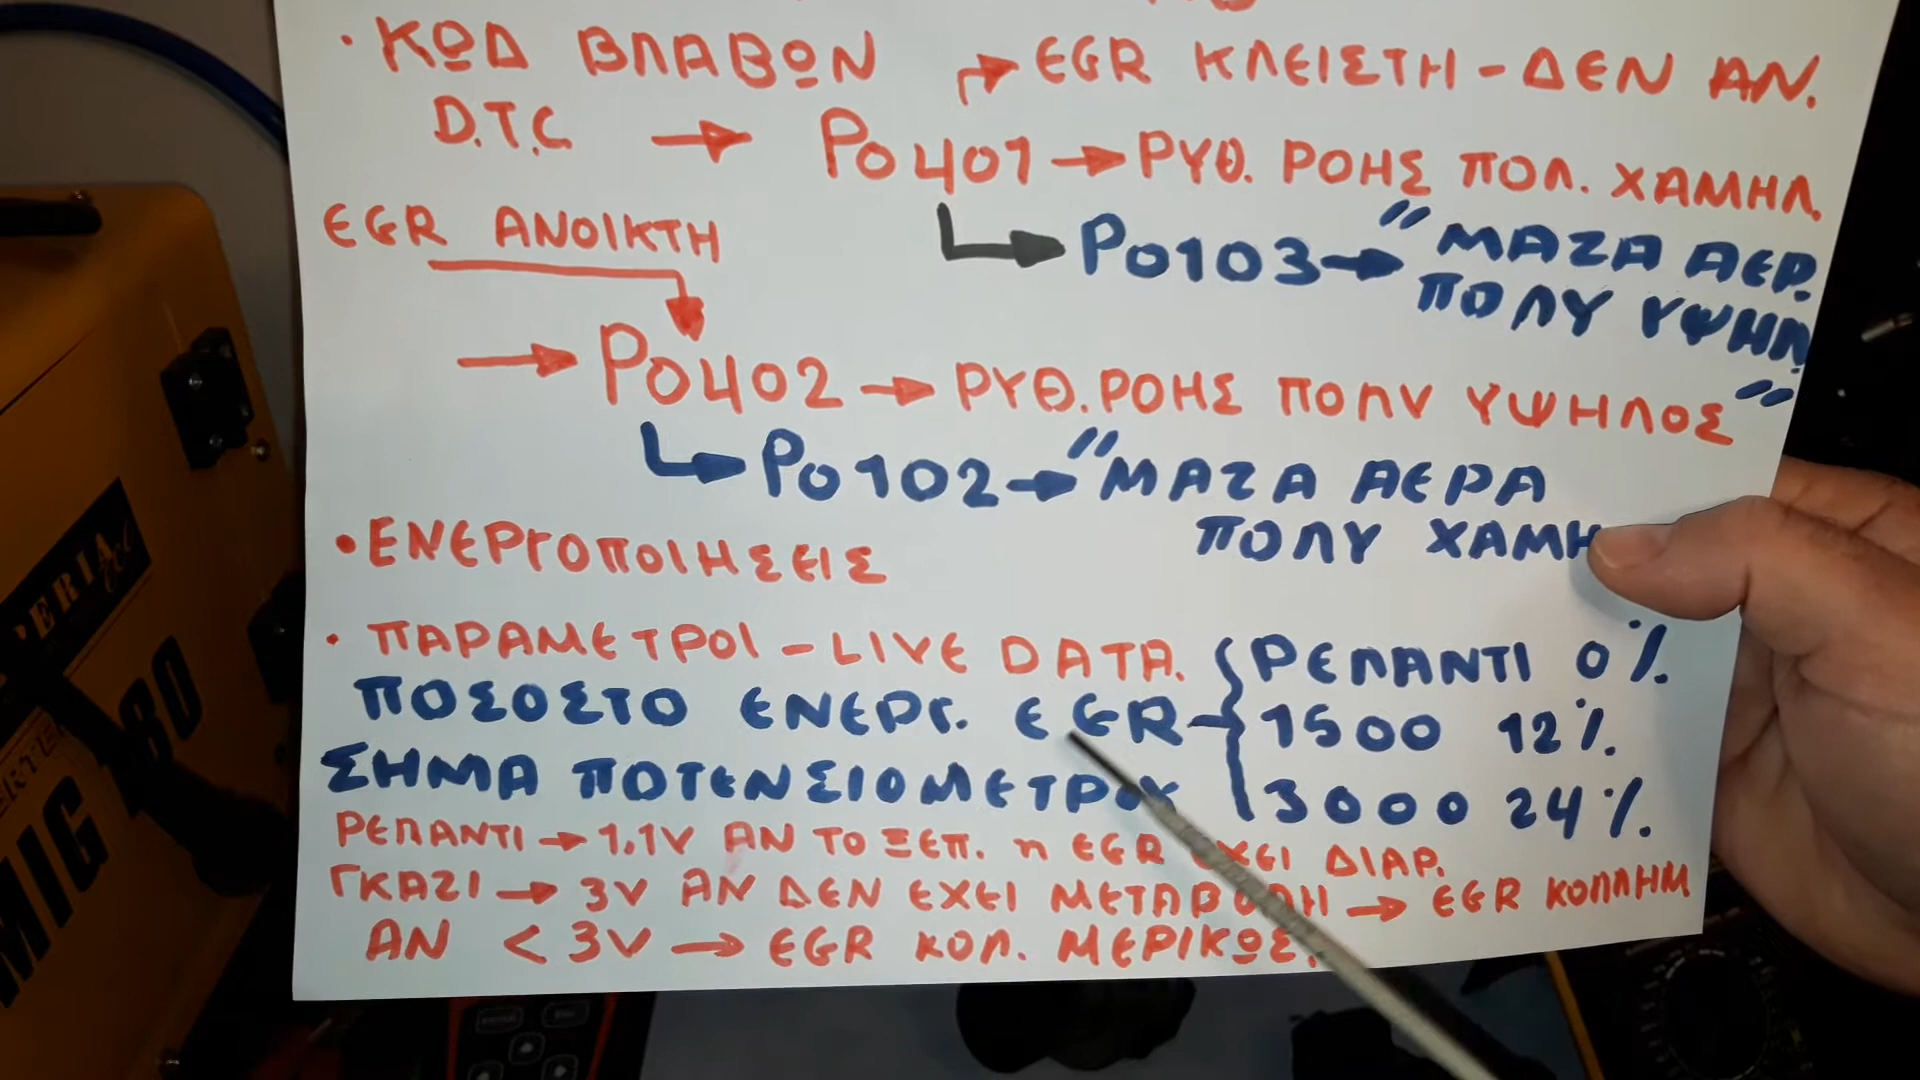 · ΚΩΔ ΒΛΑΒΩΝ
EGR ΚΛΕΙΣΤΗ - ΔΕΝ ΑΝ.
D.T.C → P0401 → ΡΥΘ. ΡΟΗΣ ΠΟΛ. ΧΑΜΗΛ.
EGR ΑΝΟΙΚΤΗ
P0103 → "ΜΑΖΑ ΑΕΡ.
ΠΟΛΥ ΥΨΗΛ"
→ P0402 → ΡΥΘ. ΡΟΗΣ ΠΟΛΥ ΥΨΗΛΟΣ
P0102 → "ΜΑΖΑ ΑΕΡΑ
ΠΟΛΥ ΧΑΜΗ
· ΕΝΕΡΓΟΠΟΙΗΣΕΙΣ
· ΠΑΡΑΜΕΤΡΟΙ - LIVE DATA.
ΠΟΣΟΣΤΟ ΕΝΕΡΓ. EGR
ΡΕΛΑΝΤΙ 0%.
1500 12%.
3000 24%.
ΣΗΜΑ ΠΟΤΕΝΣΙΟΜΕΤΡΟΥ
ΡΕΛΑΝΤΙ → 1.1V ΑΝ ΤΟ ΞΕΠ. η EGR ΕΧΕΙ ΔΙΑΡ.
ΓΚΑΖΙ → 3V ΑΝ ΔΕΝ ΕΧΕΙ ΜΕΤΑΒΟΛΗ → EGR ΚΟΛΛΗΜ
ΑΝ < 3V → EGR ΚΟΛ. ΜΕΡΙΚΩΣ.
MIG 180